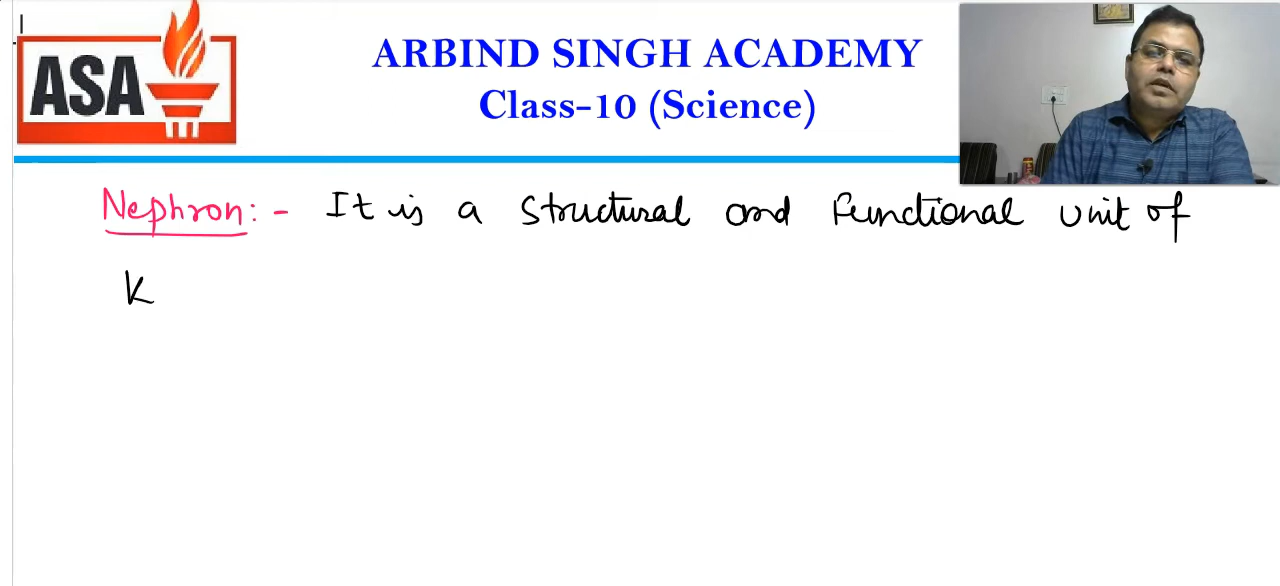 ASA
ARBIND SINGH ACADEMY
Class-10 (Science)
Nephron:- It is a structural and functional unit of
K